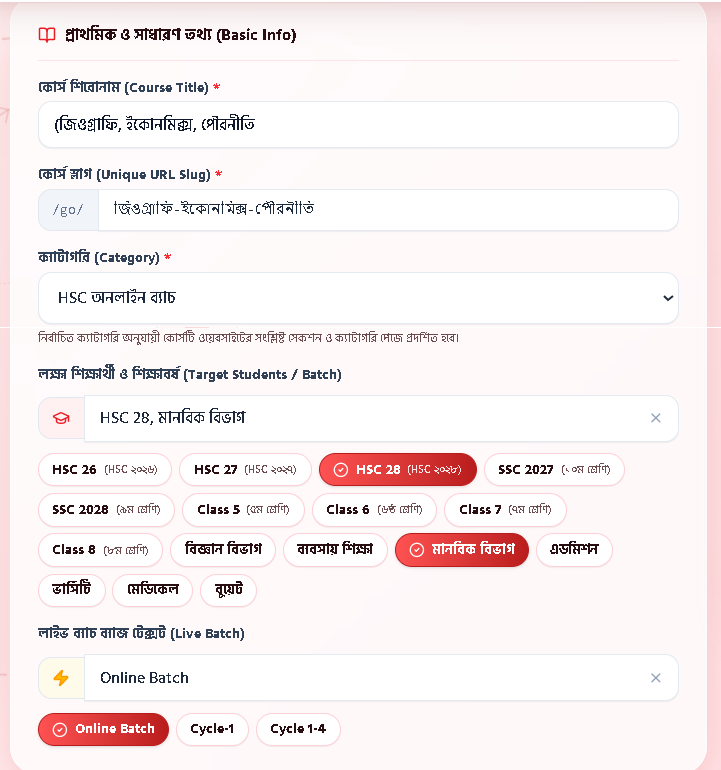 প্রাথমিক ও সাধারণ তথ্য (Basic Info)
কোর্স শিরোনাম (Course Title) *
(জিওগ্রাফি, ইকোনমিক্স, পৌরনীতি
কোর্স স্লাগ (Unique URL Slug) *
/go/ জিওগ্রাফি-ইকোনমিক্স-পৌরনীতি
ক্যাটাগরি (Category) *
HSC অনলাইন ব্যাচ
নির্বাচিত ক্যাটাগরি অনুযায়ী কোর্সটি ওয়েবসাইটের সংশ্লিষ্ট সেকশন ও ক্যাটাগরি পেজে প্রদর্শিত হবে।
লক্ষ্য শিক্ষার্থী ও শিক্ষাবর্ষ (Target Students / Batch)
HSC 28, মানবিক বিভাগ
HSC 26 (HSC ২০২৬) HSC 27 (HSC ২০২৭) HSC 28 (HSC ২০২৮) SSC 2027 (১০ম শ্রেণি)
SSC 2028 (৯ম শ্রেণি) Class 5 (৫ম শ্রেণি) Class 6 (৬ষ্ঠ শ্রেণি) Class 7 (৭ম শ্রেণি)
Class 8 (৮ম শ্রেণি) বিজ্ঞান বিভাগ ব্যবসায় শিক্ষা মানবিক বিভাগ এডমিশন
ভার্সিটি মেডিকেল বুয়েট
লাইভ ব্যাচ ব্যাজ টেক্সট (Live Batch)
Online Batch
Online Batch Cycle-1 Cycle 1-4